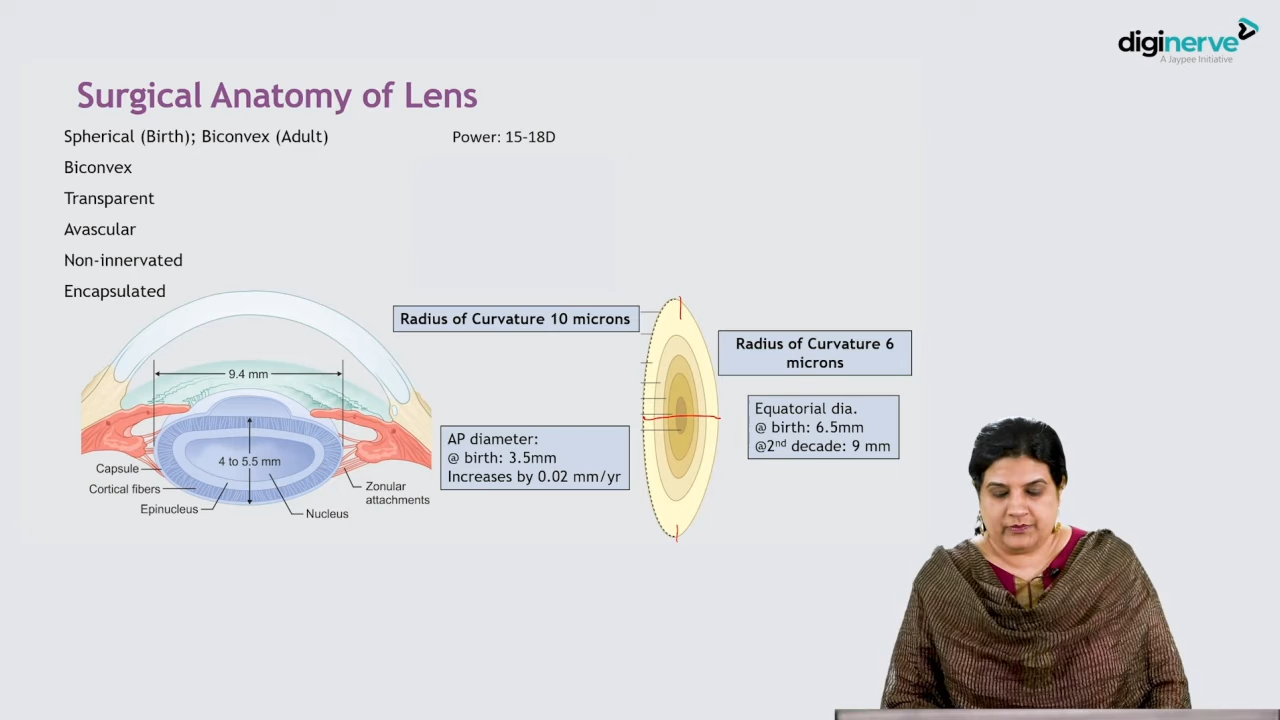 diginerve
A Jaypee Initiative
Surgical Anatomy of Lens
Spherical (Birth); Biconvex (Adult)
Power: 15-18D
Biconvex
Transparent
Avascular
Non-innervated
Encapsulated
Radius of Curvature 10 microns
Radius of Curvature 6
microns
9.4 mm
4 to 5.5 mm
Capsule
Cortical fibers
Epinucleus
Nucleus
Zonular
attachments
AP diameter:
@ birth: 3.5mm
Increases by 0.02 mm/yr
Equatorial dia.
@ birth: 6.5mm
@2nd decade: 9 mm